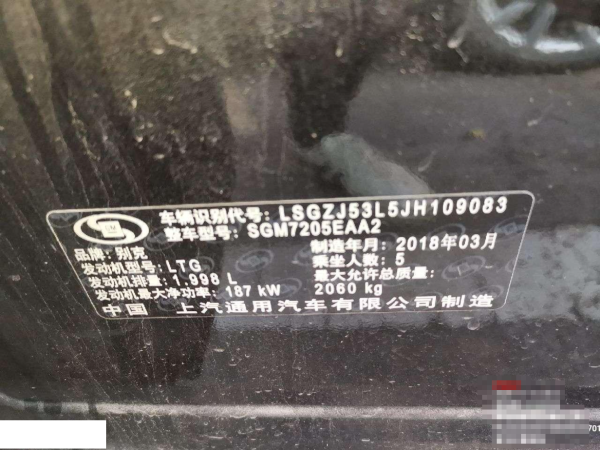 车辆识别代号: LSGZJ53L5JH109083
整车型号: SGM7205EAA2
品牌: 别克
制造年月: 2018年03月
发动机型号: LTG
乘坐人数: 5
发动机排量: 1.998 L
最大允许总质量:
发动机最大净功率: 187 kW
2060 kg
中国 上汽通用汽车有限公司制造
701